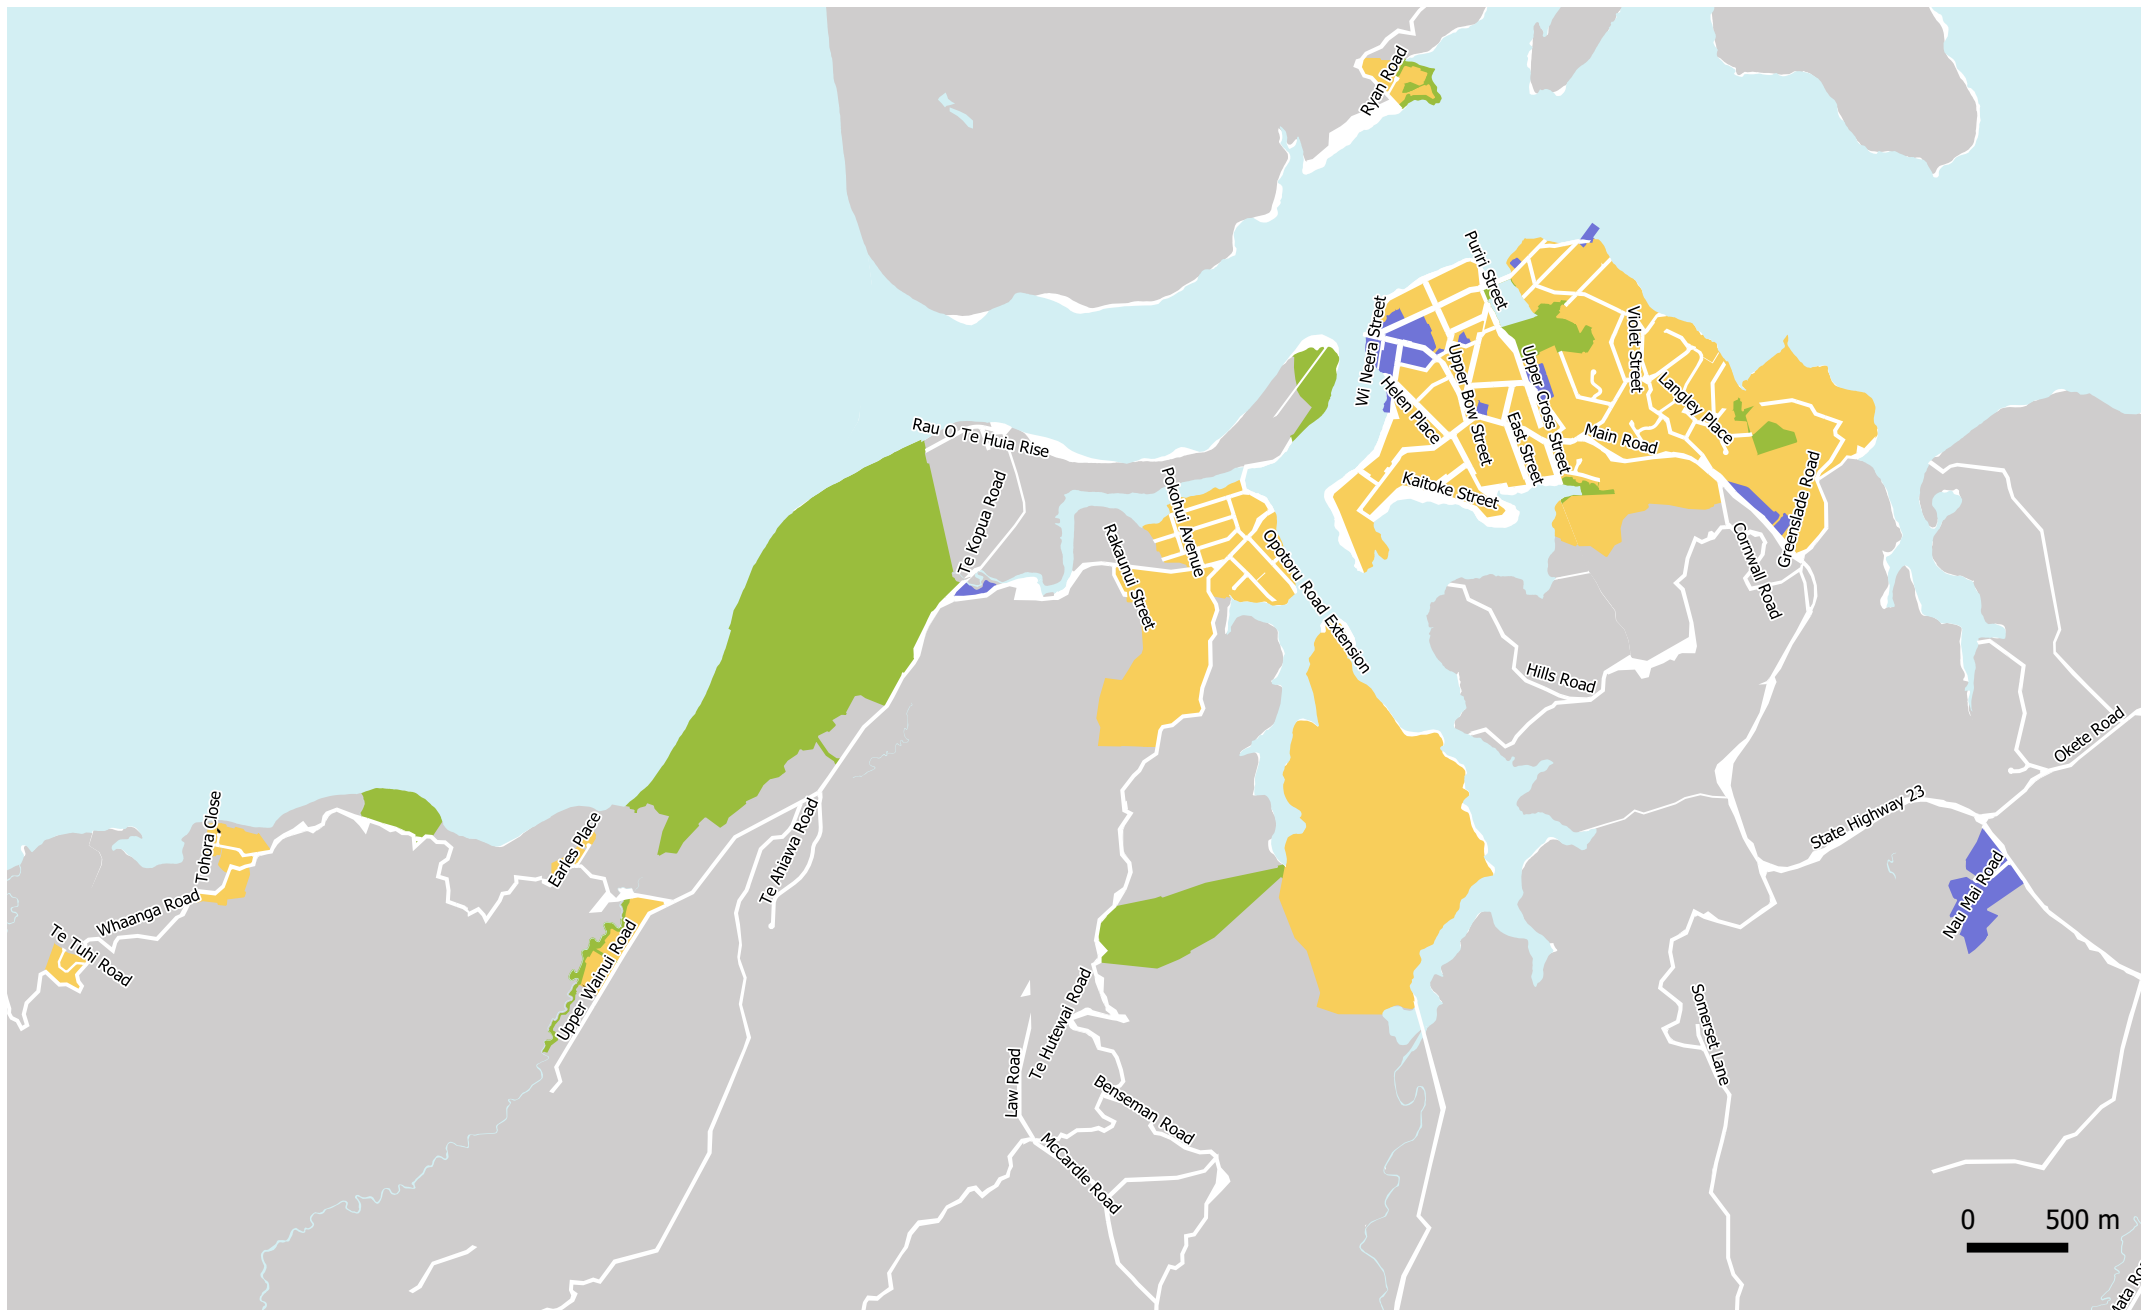 Ryan Road
Puriri Street
Wi Neera Street
Violet Street
Helen Place
Upper Bow Street
Upper Cross Street
East Street
Langley Place
Main Road
Kaitoke Street
Greenslade Road
Cornwall Road
Rau O Te Huia Rise
Te Kopua Road
Pokohui Avenue
Rakaunui Street
Opotoru Road Extension
Hills Road
Okete Road
State Highway 23
Nau Mai Road
Tohora Close
Whaanga Road
Te Tuhi Road
Earles Place
Te Ahiawa Road
Upper Wainui Road
Te Hutewai Road
Law Road
Benseman Road
McCardle Road
Somerset Lane
0 500 m